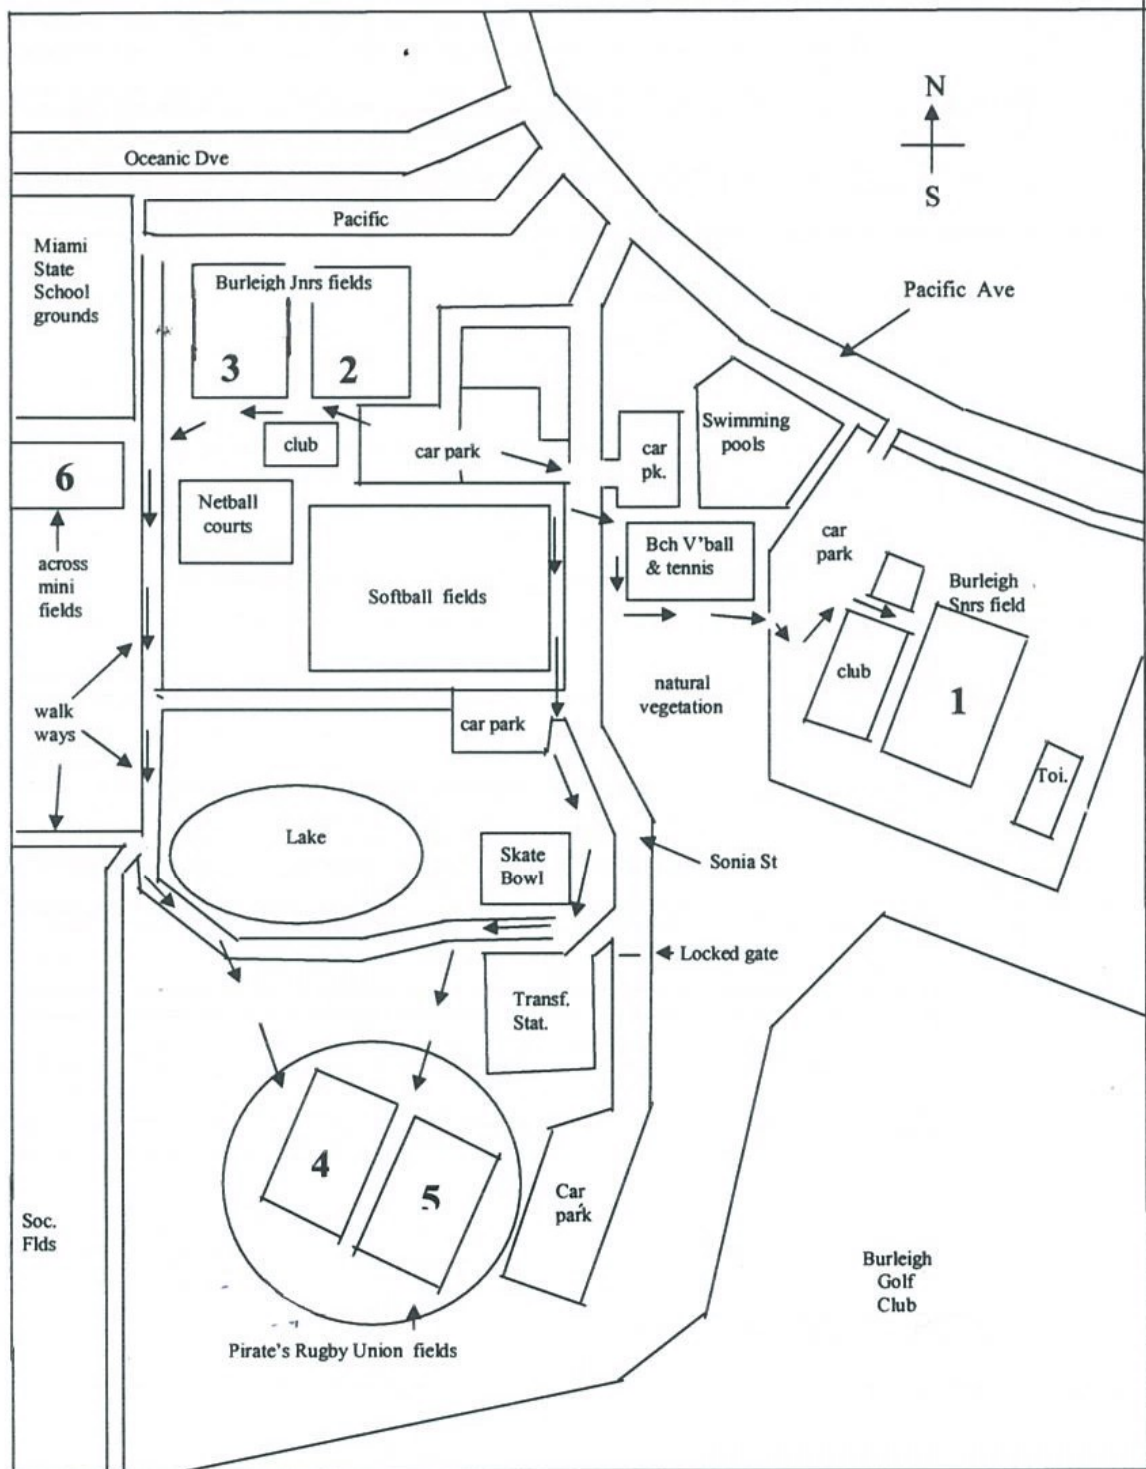 N
S
Oceanic Dve
Pacific
Miami
State
School
grounds
Burleigh Jnrs fields
3
2
Pacific Ave
club
car park
car
pk.
Swimming
pools
6
Netball
courts
across
mini
fields
Softball fields
Bch V'ball
& tennis
car
park
Burleigh
Snrs field
club
1
Toi.
natural
vegetation
walk
ways
car park
Lake
Skate
Bowl
Sonia St
Locked gate
Transf.
Stat.
4
5
Car
park
Soc.
Flds
Burleigh
Golf
Club
Pirate's Rugby Union fields